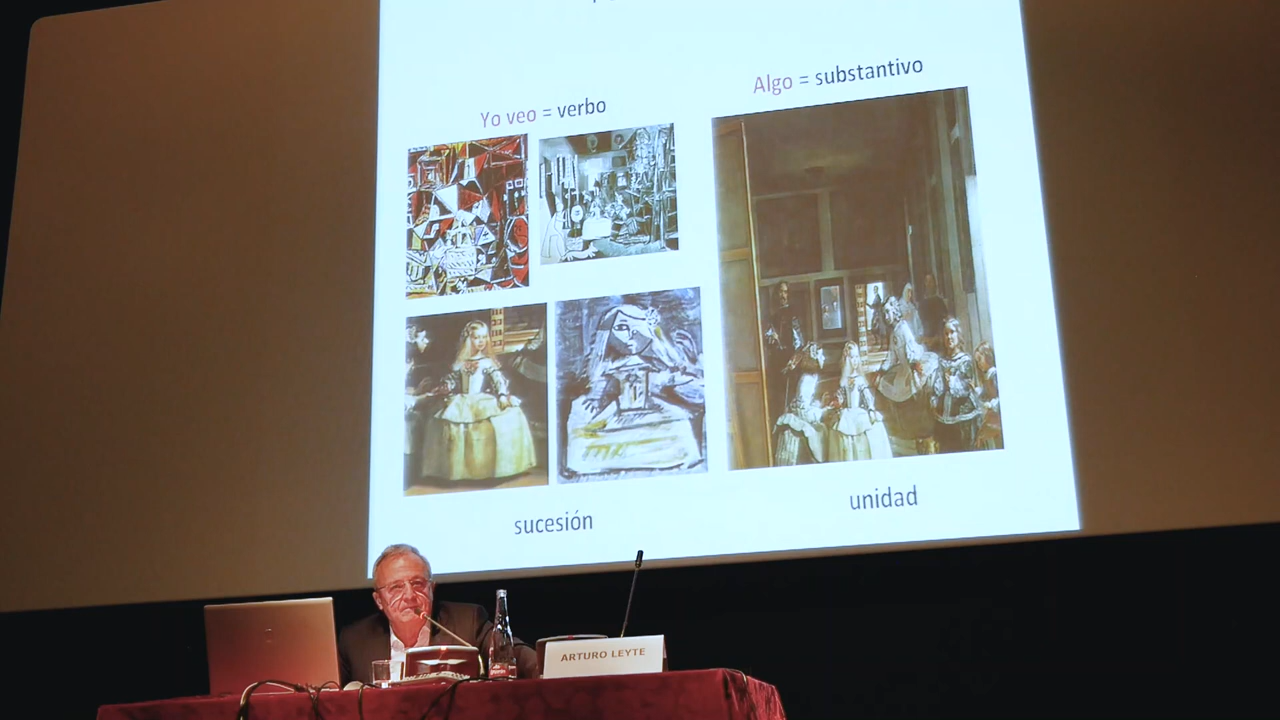 Yo veo = verbo
Algo = substantivo
sucesión
unidad
ARTURO LEYTE